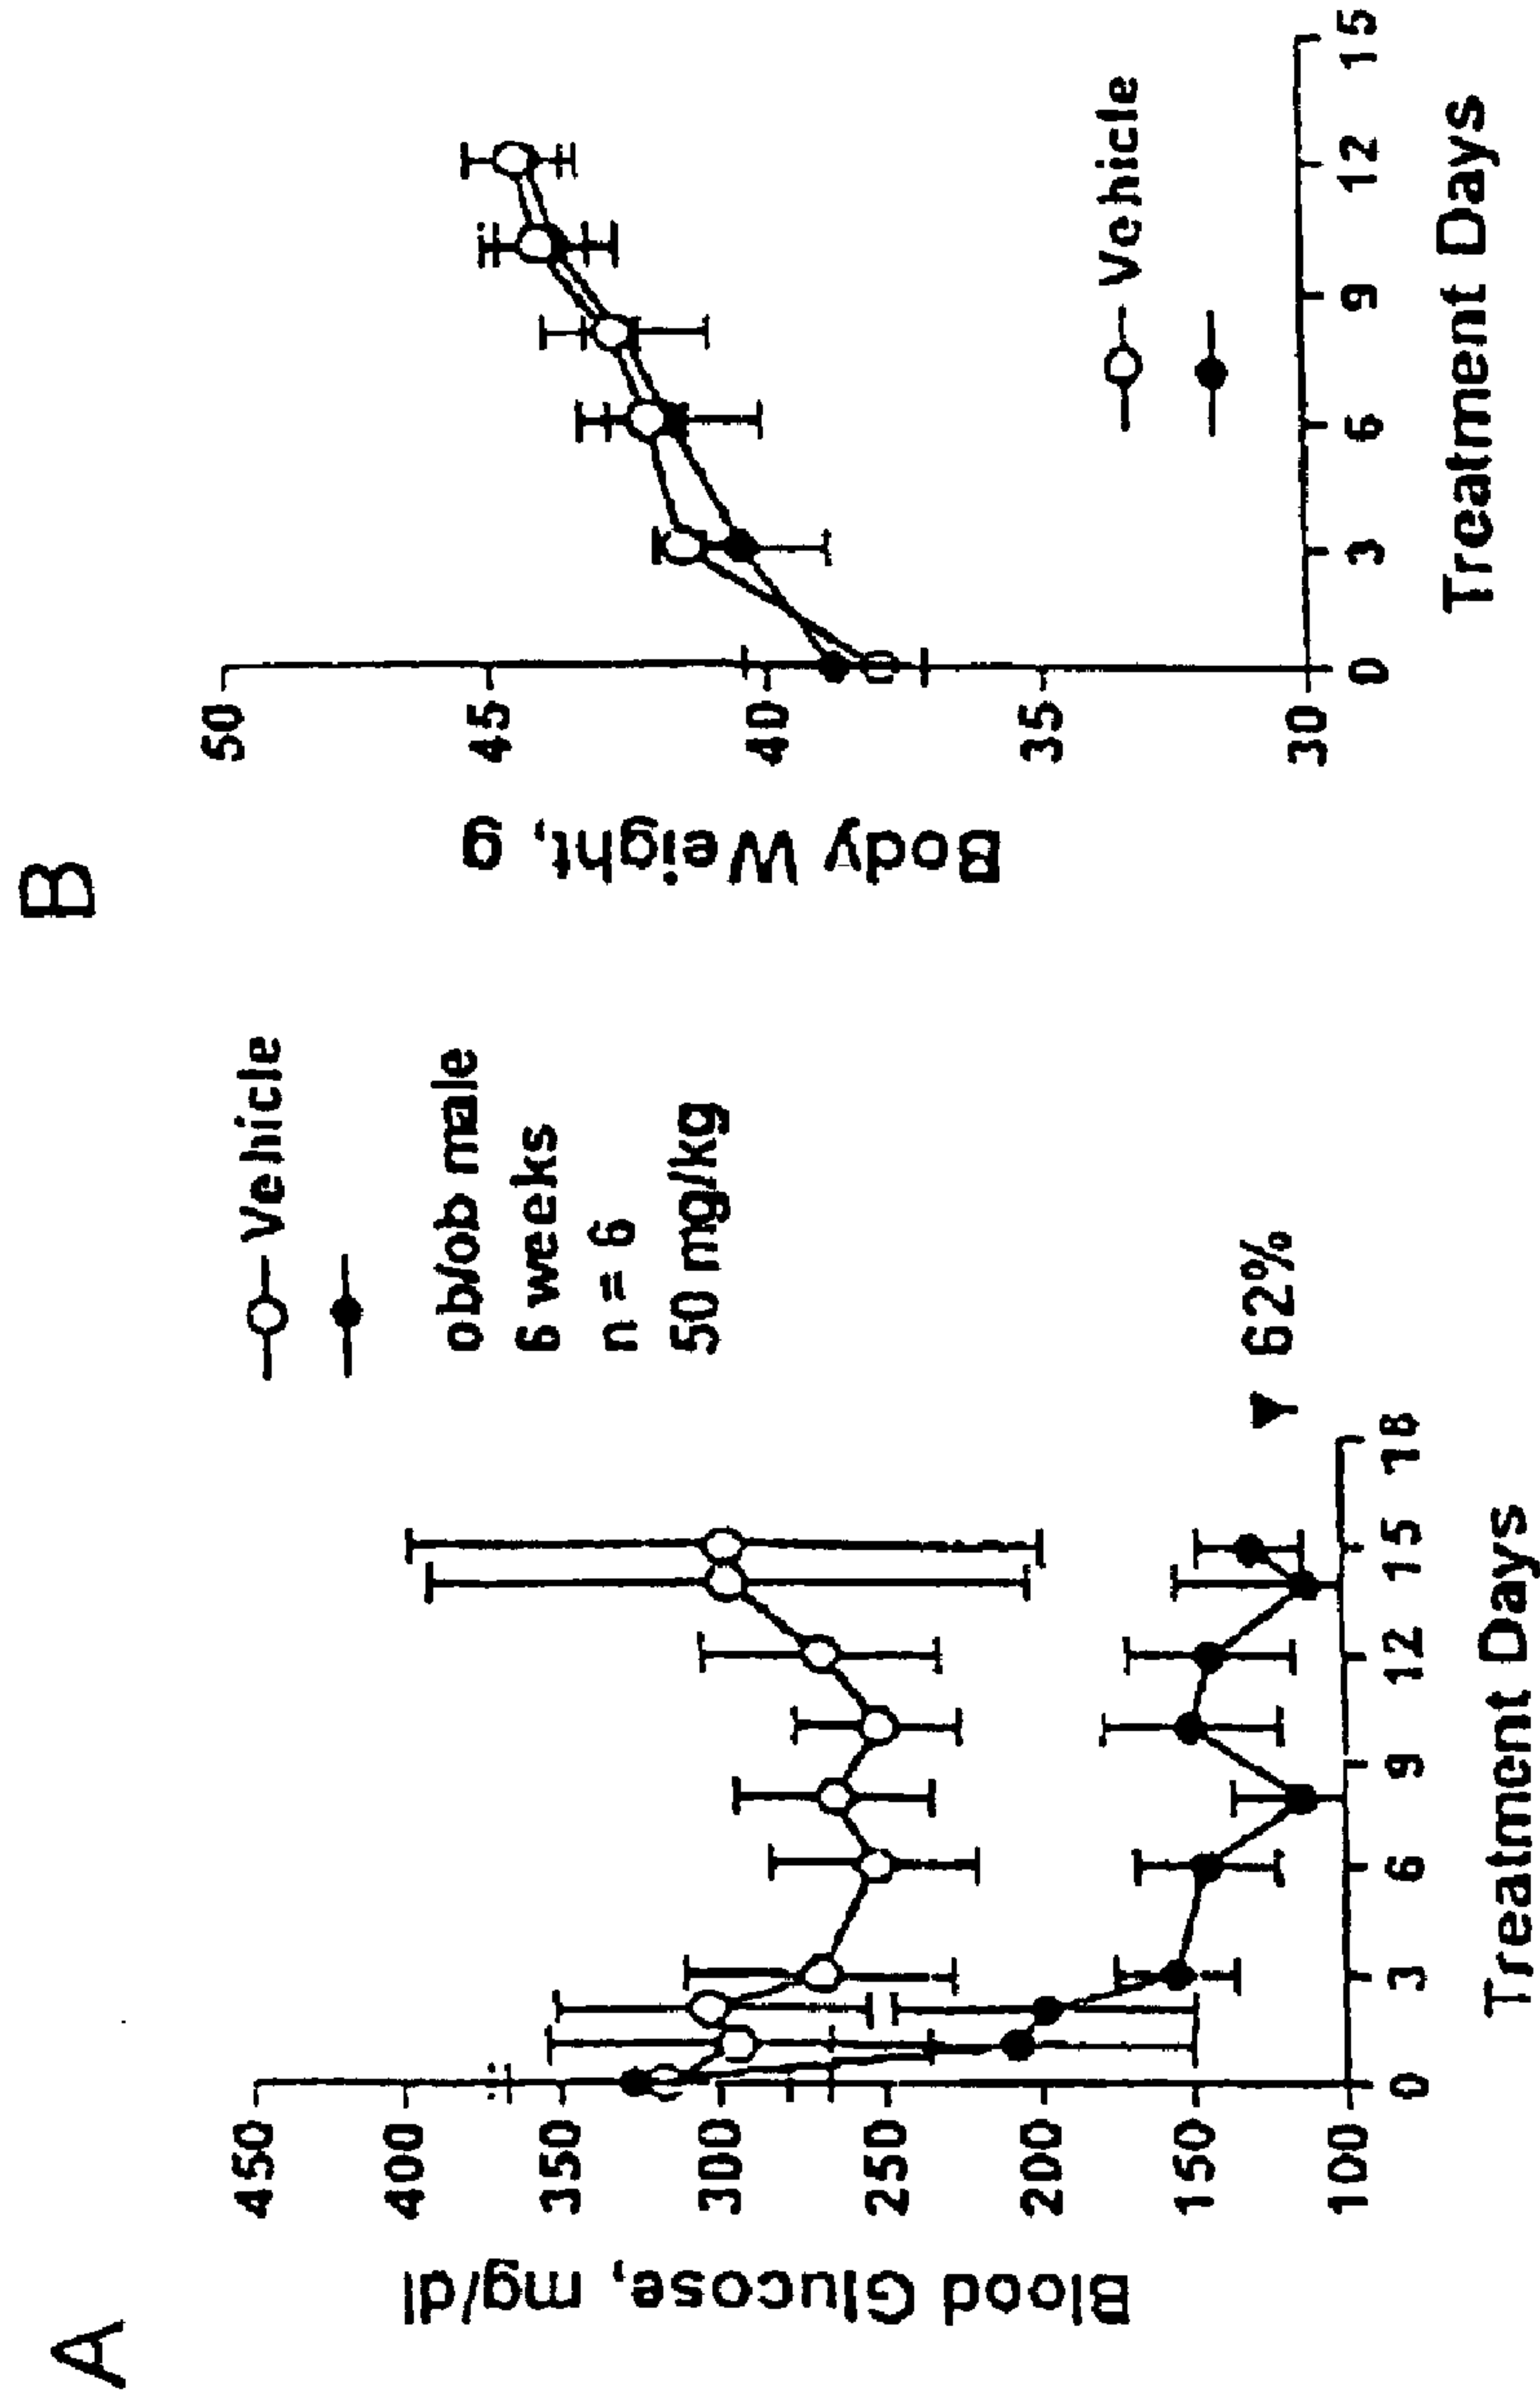 A
Blood Glucose, mg/dl
450
400
350
300
250
200
150
100
0
3
6
9
12
15
18
Treatment Days
Vehicle
ob/ob male
6 weeks
n = 6
50 mg/kg
▼ 62%
B
Body Weight, g
50
45
40
35
30
0
3
6
9
12
15
Treatment Days
Vehicle